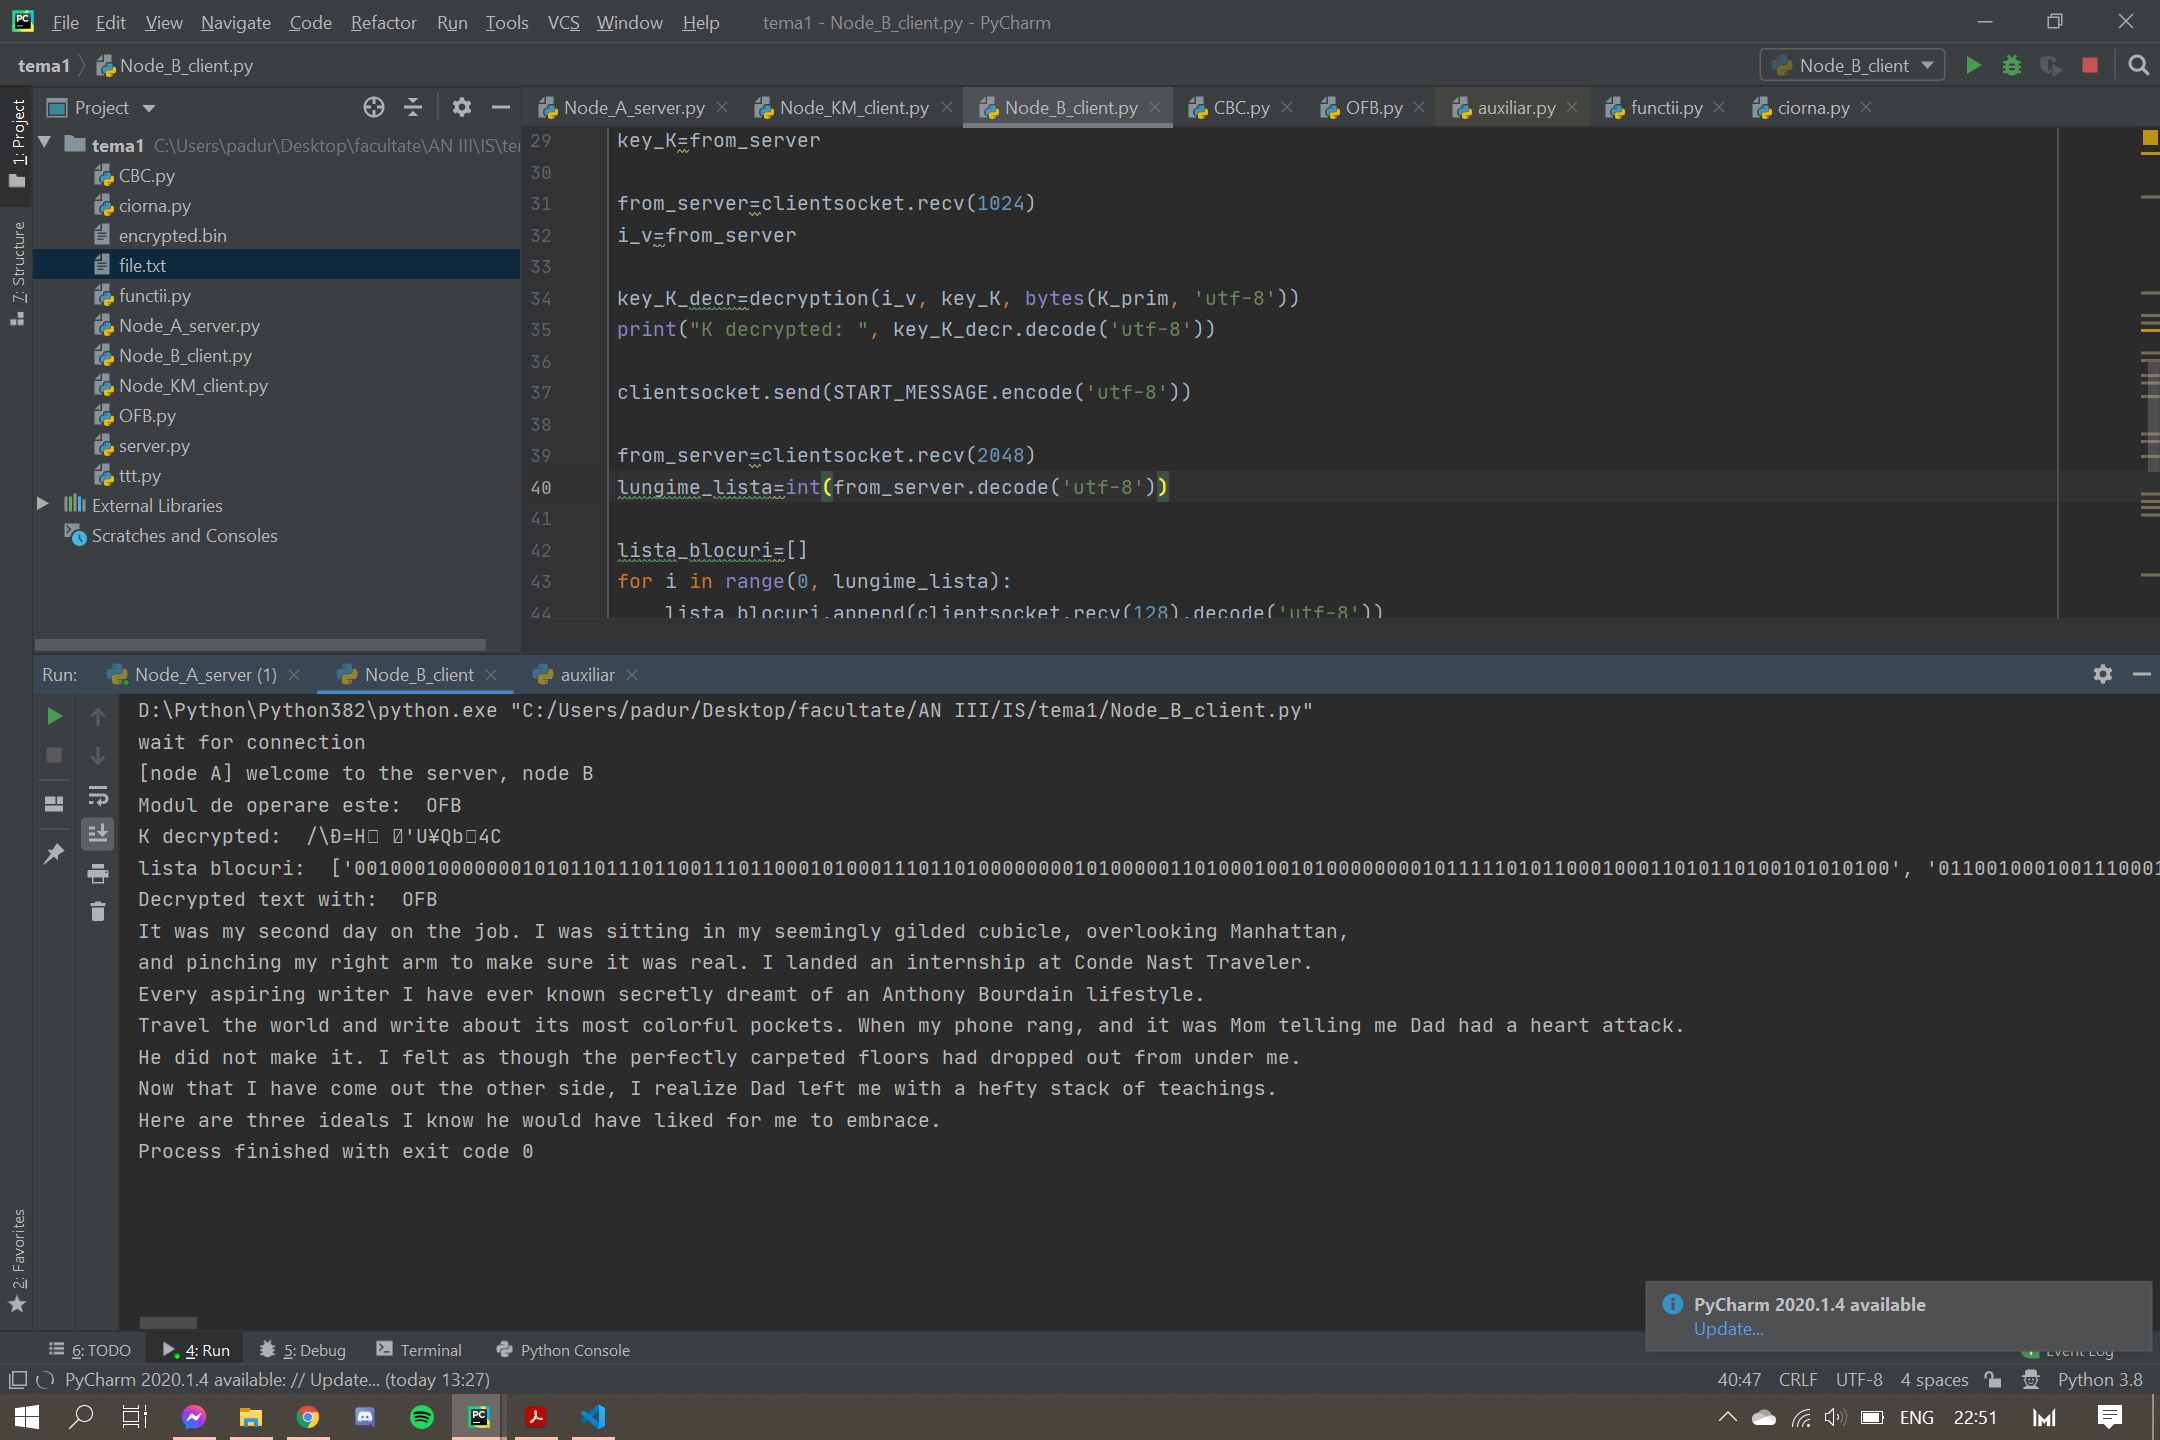 File Edit View Navigate Code Refactor Run Tools VCS Window Help tema1 - Node_B_client.py - PyCharm
tema1 Node_B_client.py Node_B_client
1: Project
7: Structure
2: Favorites
Project
tema1 C:\Users\padur\Desktop\facultate\AN III\IS\te
CBC.py
ciorna.py
encrypted.bin
file.txt
functii.py
Node_A_server.py
Node_B_client.py
Node_KM_client.py
OFB.py
server.py
ttt.py
External Libraries
Scratches and Consoles
Node_A_server.py Node_KM_client.py Node_B_client.py CBC.py OFB.py auxiliar.py functii.py ciorna.py
29 key_K=from_server
30
31 from_server=clientsocket.recv(1024)
32 i_v=from_server
33
34 key_K_decr=decryption(i_v, key_K, bytes(K_prim, 'utf-8'))
35 print("K decrypted: ", key_K_decr.decode('utf-8'))
36
37 clientsocket.send(START_MESSAGE.encode('utf-8'))
38
39 from_server=clientsocket.recv(2048)
40 lungime_lista=int(from_server.decode('utf-8'))
41
42 lista_blocuri=[]
43 for i in range(0, lungime_lista):
44 lista_blocuri.append(clientsocket.recv(128).decode('utf-8'))
Run: Node_A_server (1) Node_B_client auxiliar
D:\Python\Python382\python.exe "C:/Users/padur/Desktop/facultate/AN III/IS/tema1/Node_B_client.py"
wait for connection
[node A] welcome to the server, node B
Modul de operare este:  OFB
K decrypted:
lista blocuri:
Decrypted text with:  OFB
It was my second day on the job. I was sitting in my seemingly gilded cubicle, overlooking Manhattan,
and pinching my right arm to make sure it was real. I landed an internship at Conde Nast Traveler.
Every aspiring writer I have ever known secretly dreamt of an Anthony Bourdain lifestyle.
Travel the world and write about its most colorful pockets. When my phone rang, and it was Mom telling me Dad had a heart attack.
He did not make it. I felt as though the perfectly carpeted floors had dropped out from under me.
Now that I have come out the other side, I realize Dad left me with a hefty stack of teachings.
Here are three ideals I know he would have liked for me to embrace.
Process finished with exit code 0
PyCharm 2020.1.4 available
Update...
6: TODO 4: Run 5: Debug Terminal Python Console Event Log
PyCharm 2020.1.4 available: // Update... (today 13:27) 40:47 CRLF UTF-8 4 spaces Python 3.8
ENG 22:51